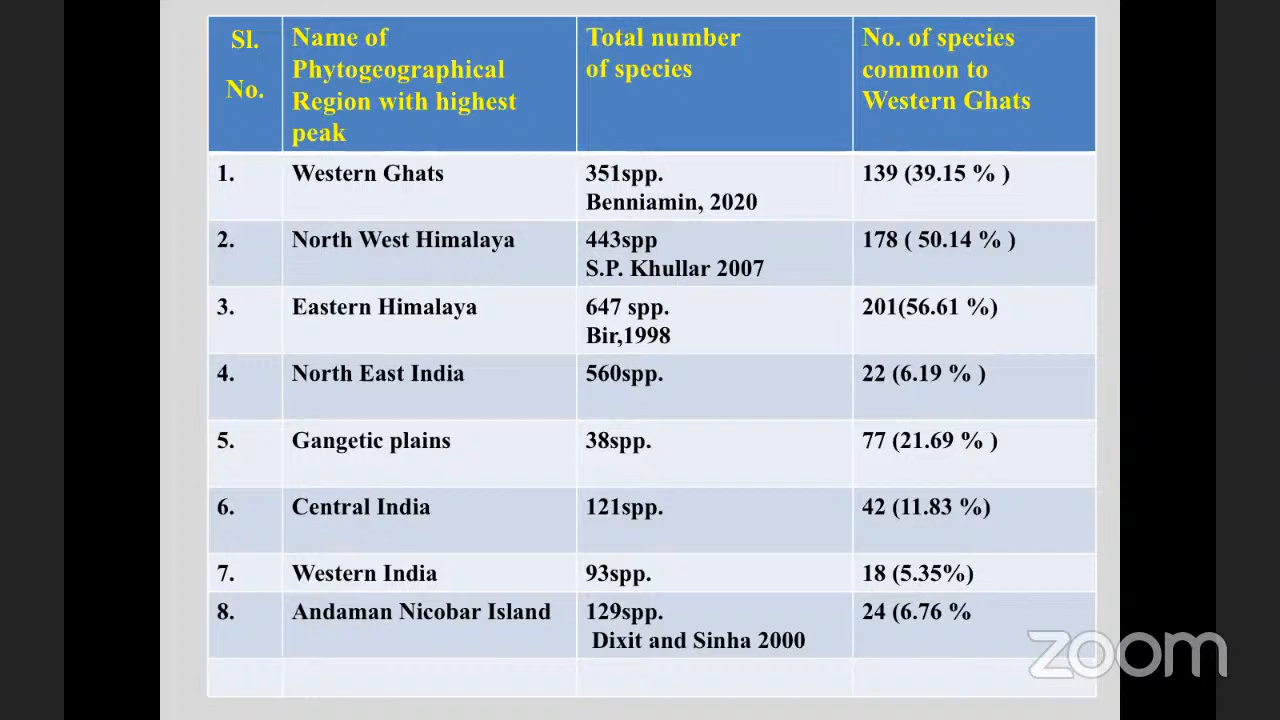 Sl.
No.
Name of
Phytogeographical
Region with highest
peak
Total number
of species
No. of species
common to
Western Ghats
1.
Western Ghats
351spp.
Benniamin, 2020
139 (39.15 % )
2.
North West Himalaya
443spp
S.P. Khullar 2007
178 ( 50.14 % )
3.
Eastern Himalaya
647 spp.
Bir,1998
201(56.61 %)
4.
North East India
560spp.
22 (6.19 % )
5.
Gangetic plains
38spp.
77 (21.69 % )
6.
Central India
121spp.
42 (11.83 %)
7.
Western India
93spp.
18 (5.35%)
8.
Andaman Nicobar Island
129spp.
Dixit and Sinha 2000
24 (6.76 %
zoom